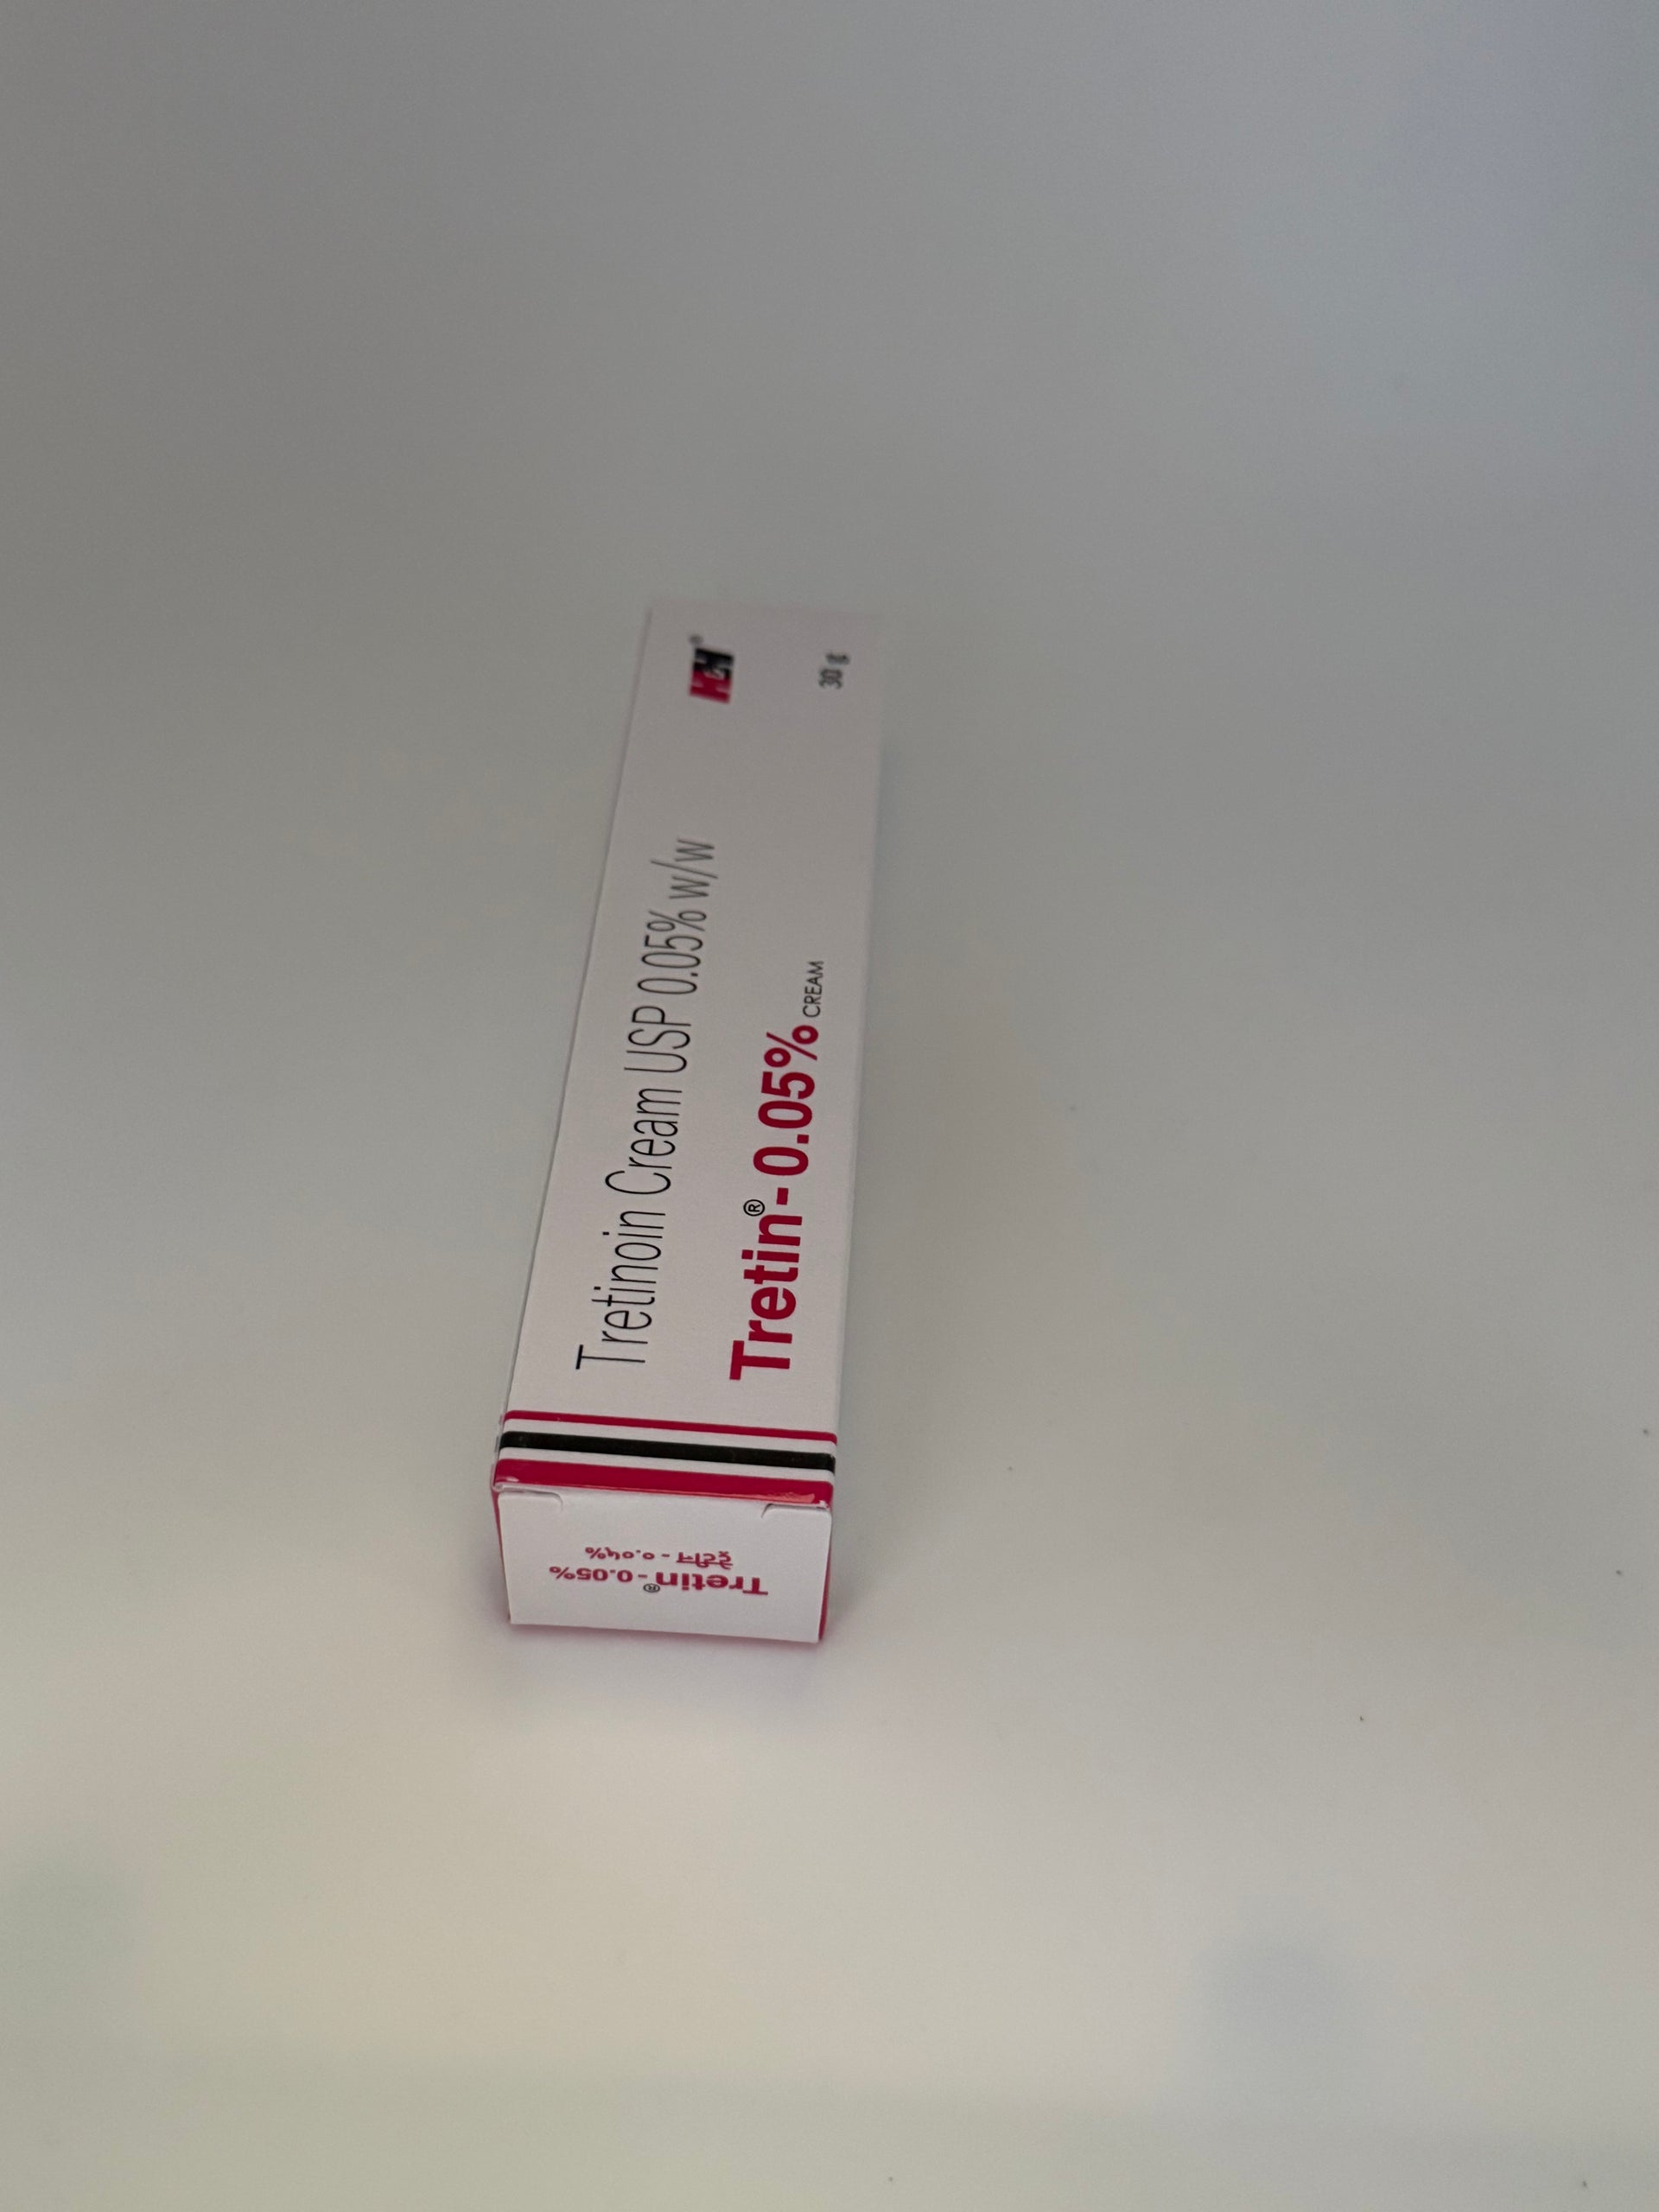 Tretinoin Cream USP 0.05% w/w
Tretin®-0.05% CREAM
30 g
H&H®
Tretin®-0.05%
ट्रेटीन - ०.०५%